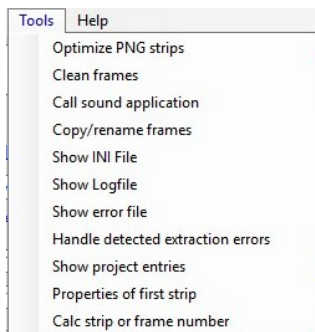 Tools Help
Optimize PNG strips
Clean frames
Call sound application
Copy/rename frames
Show INI File
Show Logfile
Show error file
Handle detected extraction errors
Show project entries
Properties of first strip
Calc strip or frame number